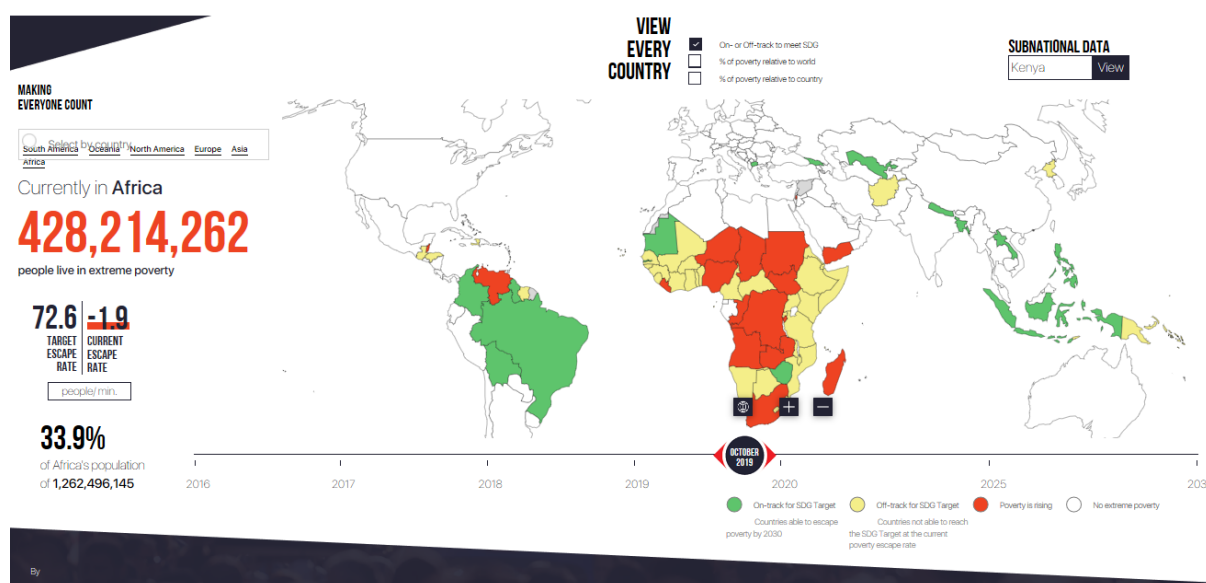 VIEW
EVERY
COUNTRY
On- or Off-track to meet SDG
% of poverty relative to world
% of poverty relative to country
SUBNATIONAL DATA
Kenya
View
MAKING
EVERYONE COUNT
Select by country
South America Oceania North America Europe Asia
Africa
Currently in Africa
428,214,262
people live in extreme poverty
72.6
TARGET
ESCAPE
RATE
-1.9
CURRENT
ESCAPE
RATE
people/ min.
33.9%
of Africa's population
of 1,262,496,145
OCTOBER
2019
2016 2017 2018 2019 2020 2025 203
On-track for SDG Target
Countries able to escape
poverty by 2030
Off-track for SDG Target
Countries not able to reach
the SDG Target at the current
poverty escape rate
Poverty is rising
No extreme poverty
By